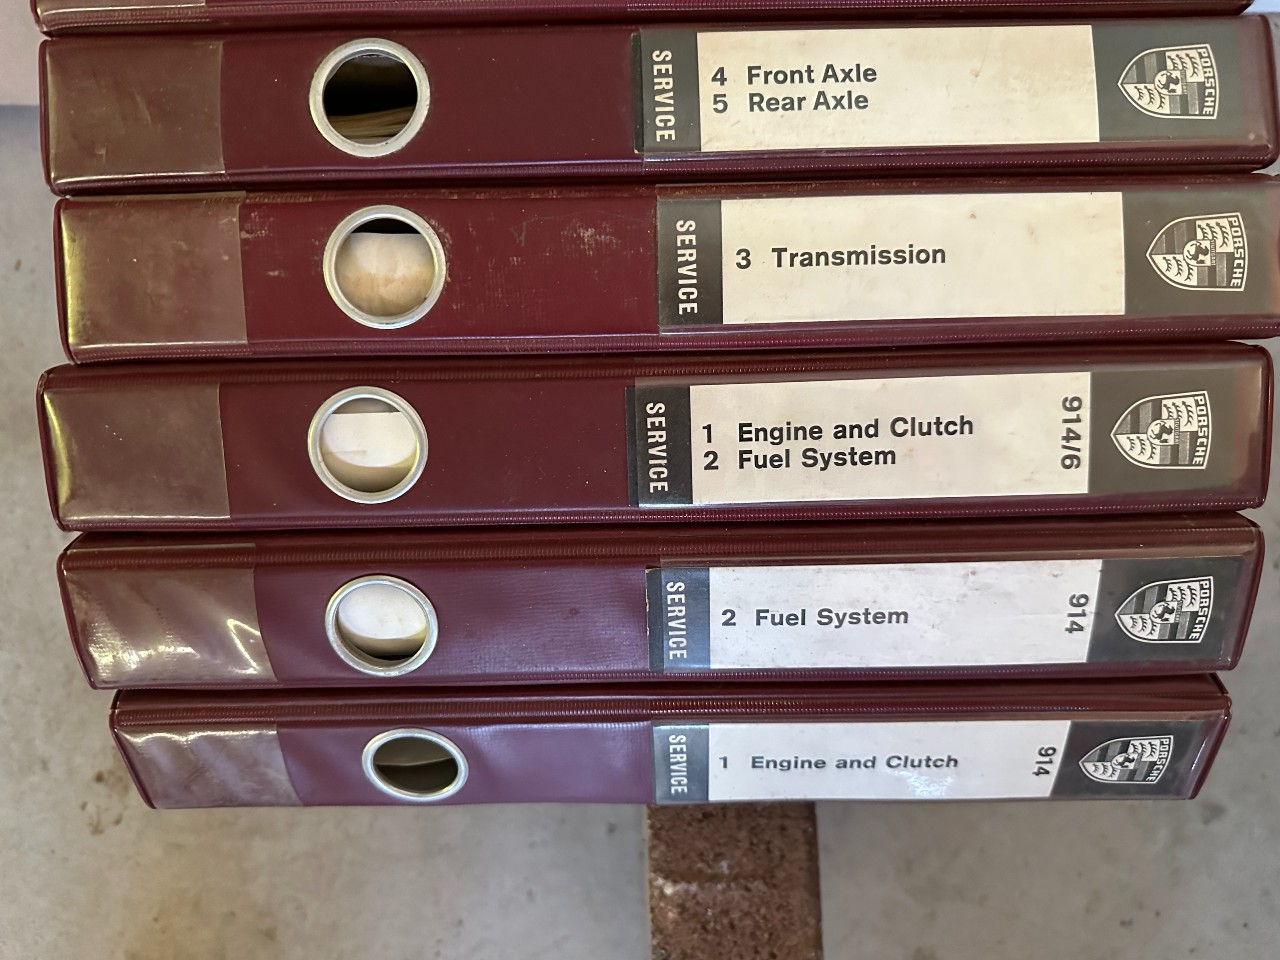 SERVICE
4 Front Axle
5 Rear Axle
PORSCHE
SERVICE
3 Transmission
PORSCHE
SERVICE
1 Engine and Clutch
2 Fuel System
914/6
PORSCHE
SERVICE
2 Fuel System
914
PORSCHE
SERVICE
1 Engine and Clutch
914
PORSCHE